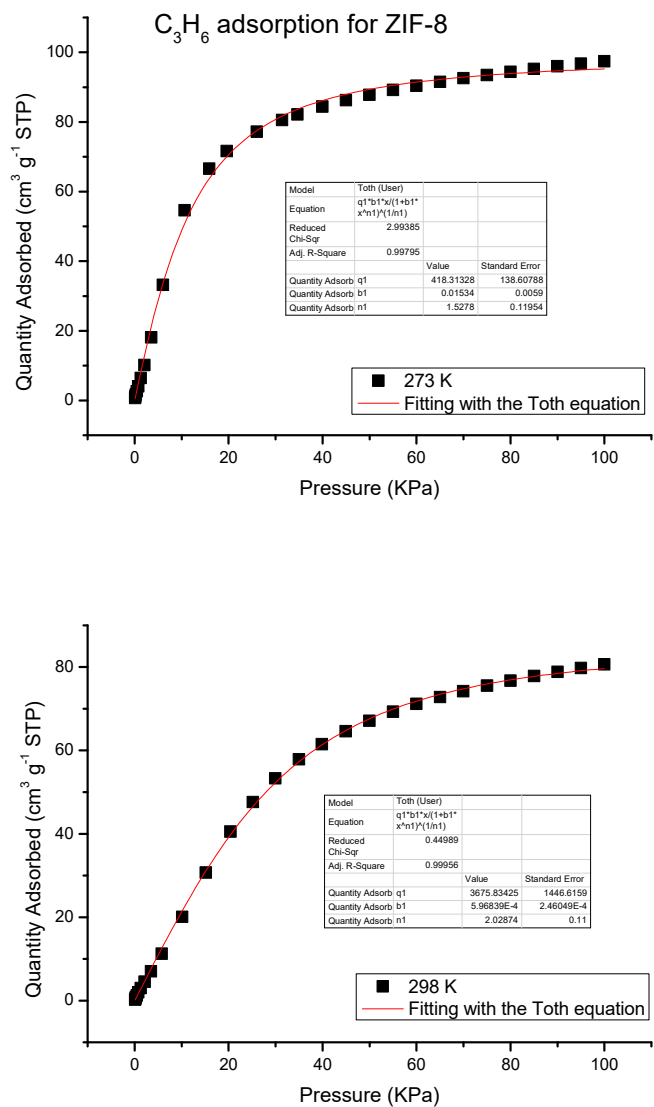 C₃H₆ adsorption for ZIF-8
100
80
60
40
20
0
Quantity Adsorbed (cm³ g⁻¹ STP)
Model Toth (User)
Equation q1*b1*x/(1+b1*
x^n1)^(1/n1)
Reduced 2.99385
Chi-Sqr
Adj. R-Square 0.99795
Value Standard Error
Quantity Adsorb q1 418.31328 138.60788
Quantity Adsorb b1 0.01534 0.0059
Quantity Adsorb n1 1.5278 0.11954
273 K
Fitting with the Toth equation
0 20 40 60 80 100
Pressure (KPa)
80
60
40
20
0
Quantity Adsorbed (cm³ g⁻¹ STP)
Model Toth (User)
Equation q1*b1*x/(1+b1*
x^n1)^(1/n1)
Reduced 0.44989
Chi-Sqr
Adj. R-Square 0.99956
Value Standard Error
Quantity Adsorb q1 3675.83425 1446.6159
Quantity Adsorb b1 5.96839E-4 2.46049E-4
Quantity Adsorb n1 2.02874 0.11
298 K
Fitting with the Toth equation
0 20 40 60 80 100
Pressure (KPa)